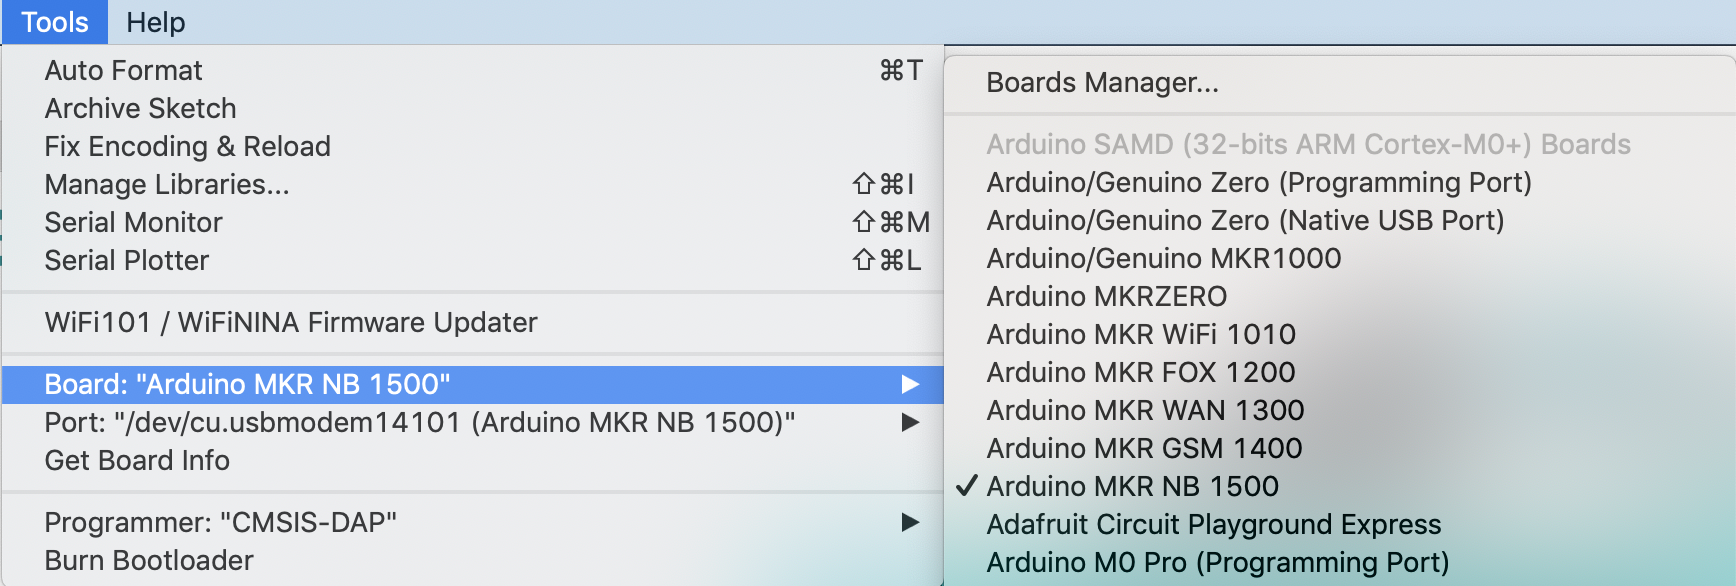 Tools Help
Auto Format ⌘T
Archive Sketch
Fix Encoding & Reload
Manage Libraries... ⇧⌘I
Serial Monitor ⇧⌘M
Serial Plotter ⇧⌘L
WiFi101 / WiFiNINA Firmware Updater
Board: "Arduino MKR NB 1500" ▶
Port: "/dev/cu.usbmodem14101 (Arduino MKR NB 1500)" ▶
Get Board Info
Programmer: "CMSIS-DAP" ▶
Burn Bootloader
Boards Manager...
Arduino SAMD (32-bits ARM Cortex-M0+) Boards
Arduino/Genuino Zero (Programming Port)
Arduino/Genuino Zero (Native USB Port)
Arduino/Genuino MKR1000
Arduino MKRZERO
Arduino MKR WiFi 1010
Arduino MKR FOX 1200
Arduino MKR WAN 1300
Arduino MKR GSM 1400
✓ Arduino MKR NB 1500
Adafruit Circuit Playground Express
Arduino M0 Pro (Programming Port)